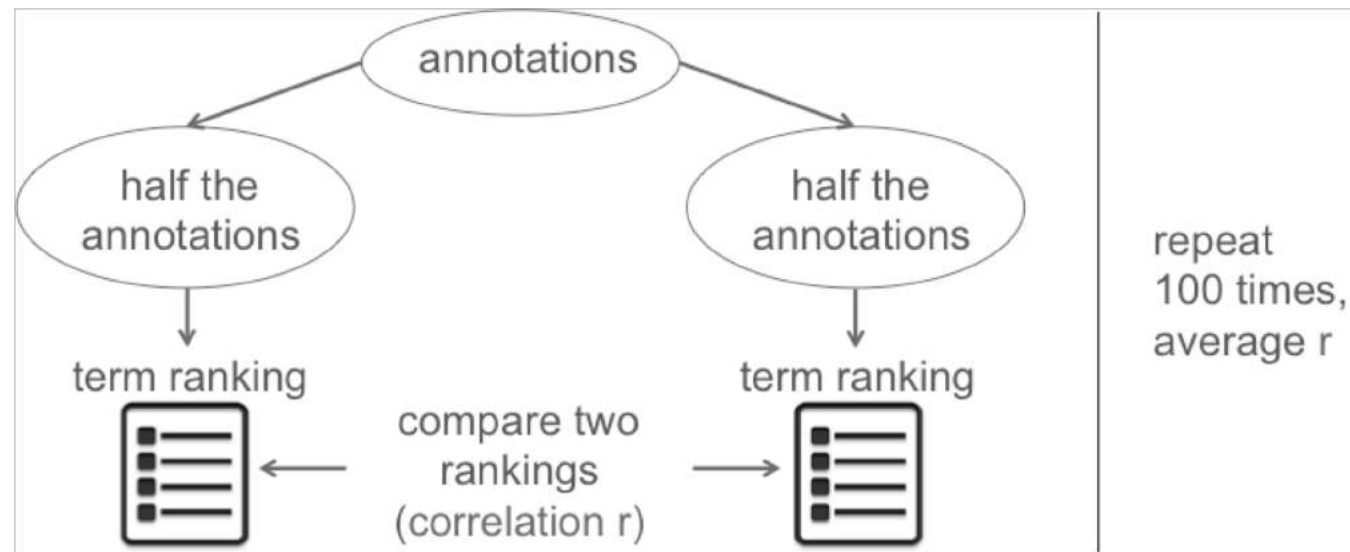 annotations
half the
annotations
half the
annotations
term ranking
term ranking
compare two
rankings
(correlation r)
repeat
100 times,
average r